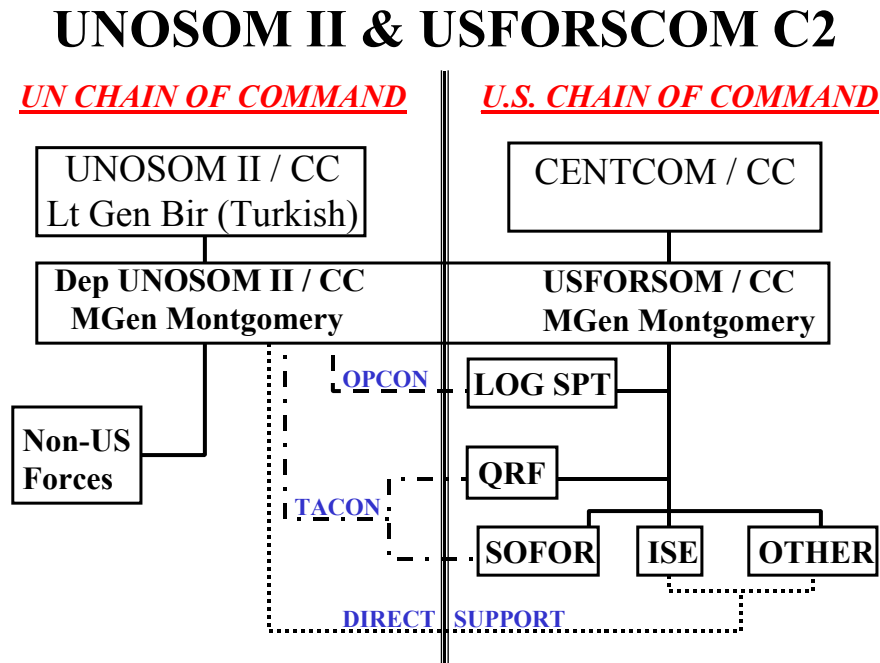 UNOSOM II & USFORSCOM C2
UN CHAIN OF COMMAND
U.S. CHAIN OF COMMAND
UNOSOM II / CC
Lt Gen Bir (Turkish)
CENTCOM / CC
Dep UNOSOM II / CC
MGen Montgomery
USFORSOM / CC
MGen Montgomery
OPCON
LOG SPT
Non-US
Forces
QRF
TACON
SOFOR
ISE
OTHER
DIRECT SUPPORT